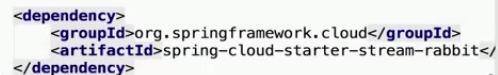 <dependency>
<groupId>org.springframework.cloud</groupId>
<artifactId>spring-cloud-starter-stream-rabbit</
</dependency>